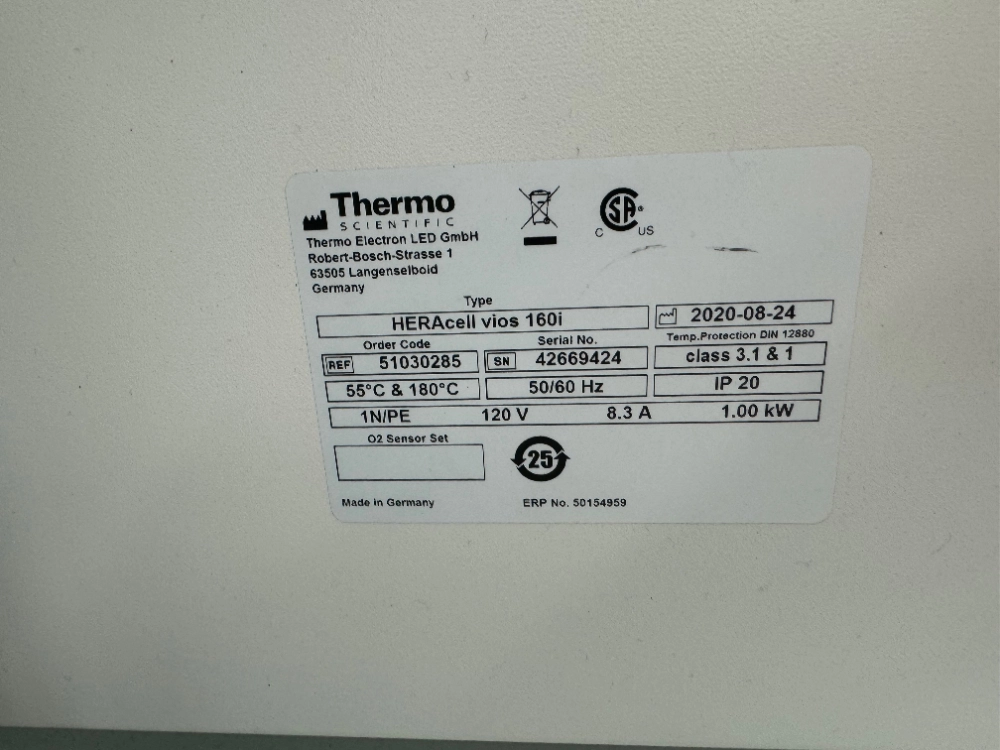 Thermo
SCIENTIFIC
Thermo Electron LED GmbH
Robert-Bosch-Strasse 1
63505 Langenselbold
Germany
C SA® US
Type
HERAcell vios 160i
2020-08-24
Order Code
Serial No.
Temp.Protection DIN 12880
REF 51030285
SN 42669424
class 3.1 & 1
55°C & 180°C
50/60 Hz
IP 20
1N/PE 120 V 8.3 A 1.00 kW
O2 Sensor Set
25
Made in Germany
ERP No. 50154959